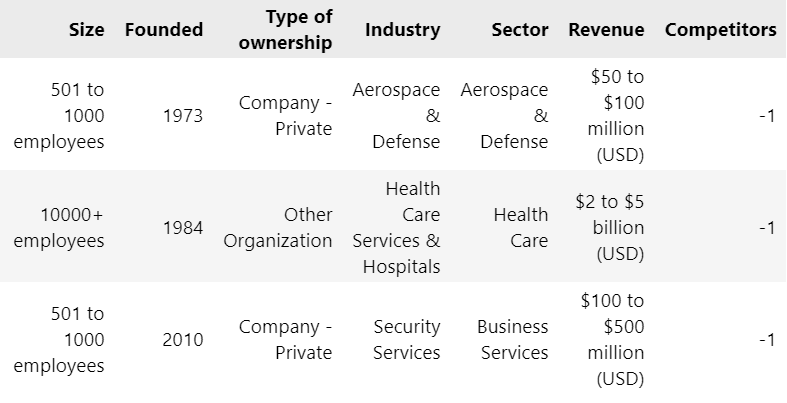 Size Founded Type of ownership Industry Sector Revenue Competitors
501 to 1000 employees 1973 Company - Private Aerospace & Defense Aerospace & Defense $50 to $100 million (USD) -1
10000+ employees 1984 Other Organization Health Care Services & Hospitals Health Care $2 to $5 billion (USD) -1
501 to 1000 employees 2010 Company - Private Security Services Business Services $100 to $500 million (USD) -1